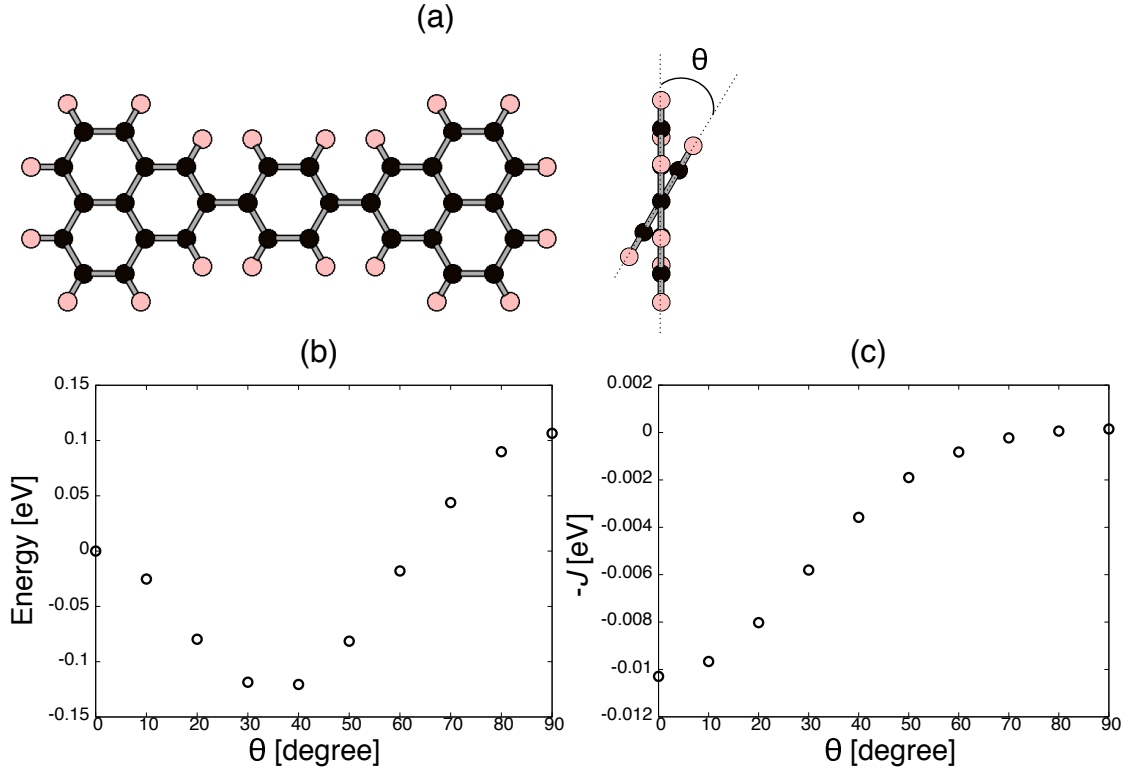 (a)
θ
(b)
0.15
0.1
0.05
0
-0.05
-0.1
-0.15
Energy [eV]
0 10 20 30 40 50 60 70 80 90
θ [degree]
(c)
0.002
0
-0.002
-0.004
-0.006
-0.008
-0.01
-0.012
-J [eV]
0 10 20 30 40 50 60 70 80 90
θ [degree]